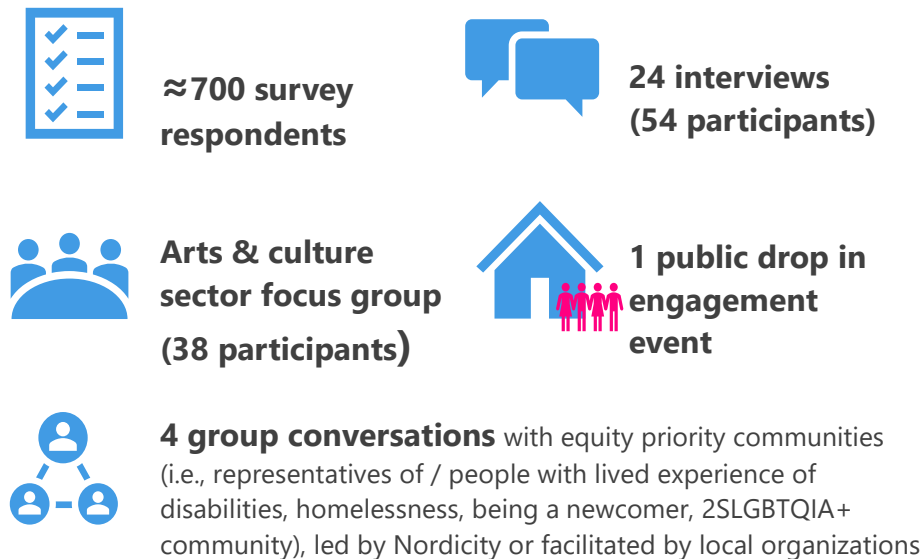 ≈700 survey
respondents
24 interviews
(54 participants)
Arts & culture
sector focus group
(38 participants)
1 public drop in
engagement
event
4 group conversations with equity priority communities
(i.e., representatives of / people with lived experience of
disabilities, homelessness, being a newcomer, 2SLGBTQIA+
community), led by Nordicity or facilitated by local organizations